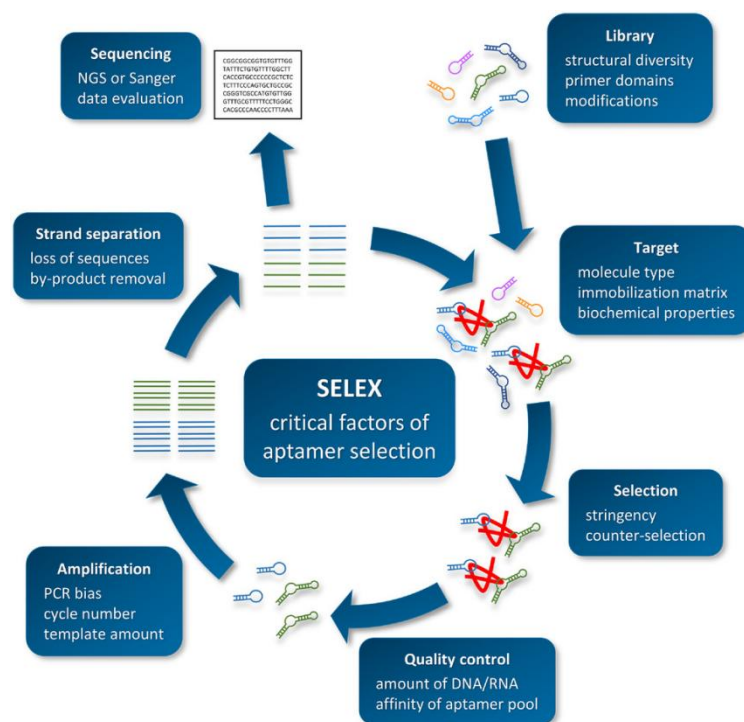 Sequencing
NGS or Sanger
data evaluation
CGGCGGCGGTGTGTTTGG
TATTTCTGTGTTTTGGCTT
CACCGTGCCCCCCGCTCTC
TCTTTCCCAGTGCTGCCGC
CGGGTCGCCATGTGTTGG
GTTTGCGTTTTTCCTGGGC
CACGCCCAACCCCTTTAAA
Library
structural diversity
primer domains
modifications
Strand separation
loss of sequences
by-product removal
Target
molecule type
immobilization matrix
biochemical properties
SELEX
critical factors of
aptamer selection
Selection
stringency
counter-selection
Amplification
PCR bias
cycle number
template amount
Quality control
amount of DNA/RNA
affinity of aptamer pool